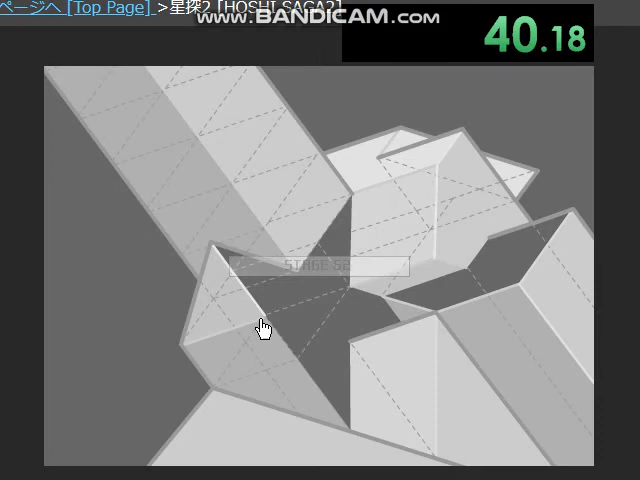 ページへ [Top Page] >星探2 [HOSHI SAGA2]
www.BANDICAM.com
40.18